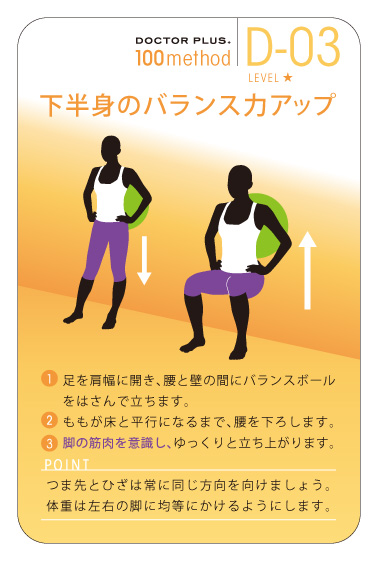 DOCTOR PLUS.
100method
D-03
LEVEL ★
下半身のバランス力アップ
1 足を肩幅に開き、腰と壁の間にバランスボール
をはさんで立ちます。
2 ももが床と平行になるまで、腰を下ろします。
3 脚の筋肉を意識し、ゆっくりと立ち上がります。
POINT
つま先とひざは常に同じ方向を向けましょう。
体重は左右の脚に均等にかけるようにします。